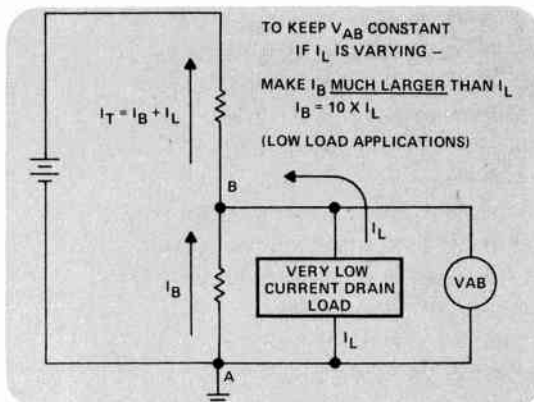 TO KEEP VAB CONSTANT
IF IL IS VARYING –
MAKE IB MUCH LARGER THAN IL
IB = 10 X IL
(LOW LOAD APPLICATIONS)
IT = IB + IL
B
IL
IB
VERY LOW
CURRENT DRAIN
LOAD
VAB
IL
A